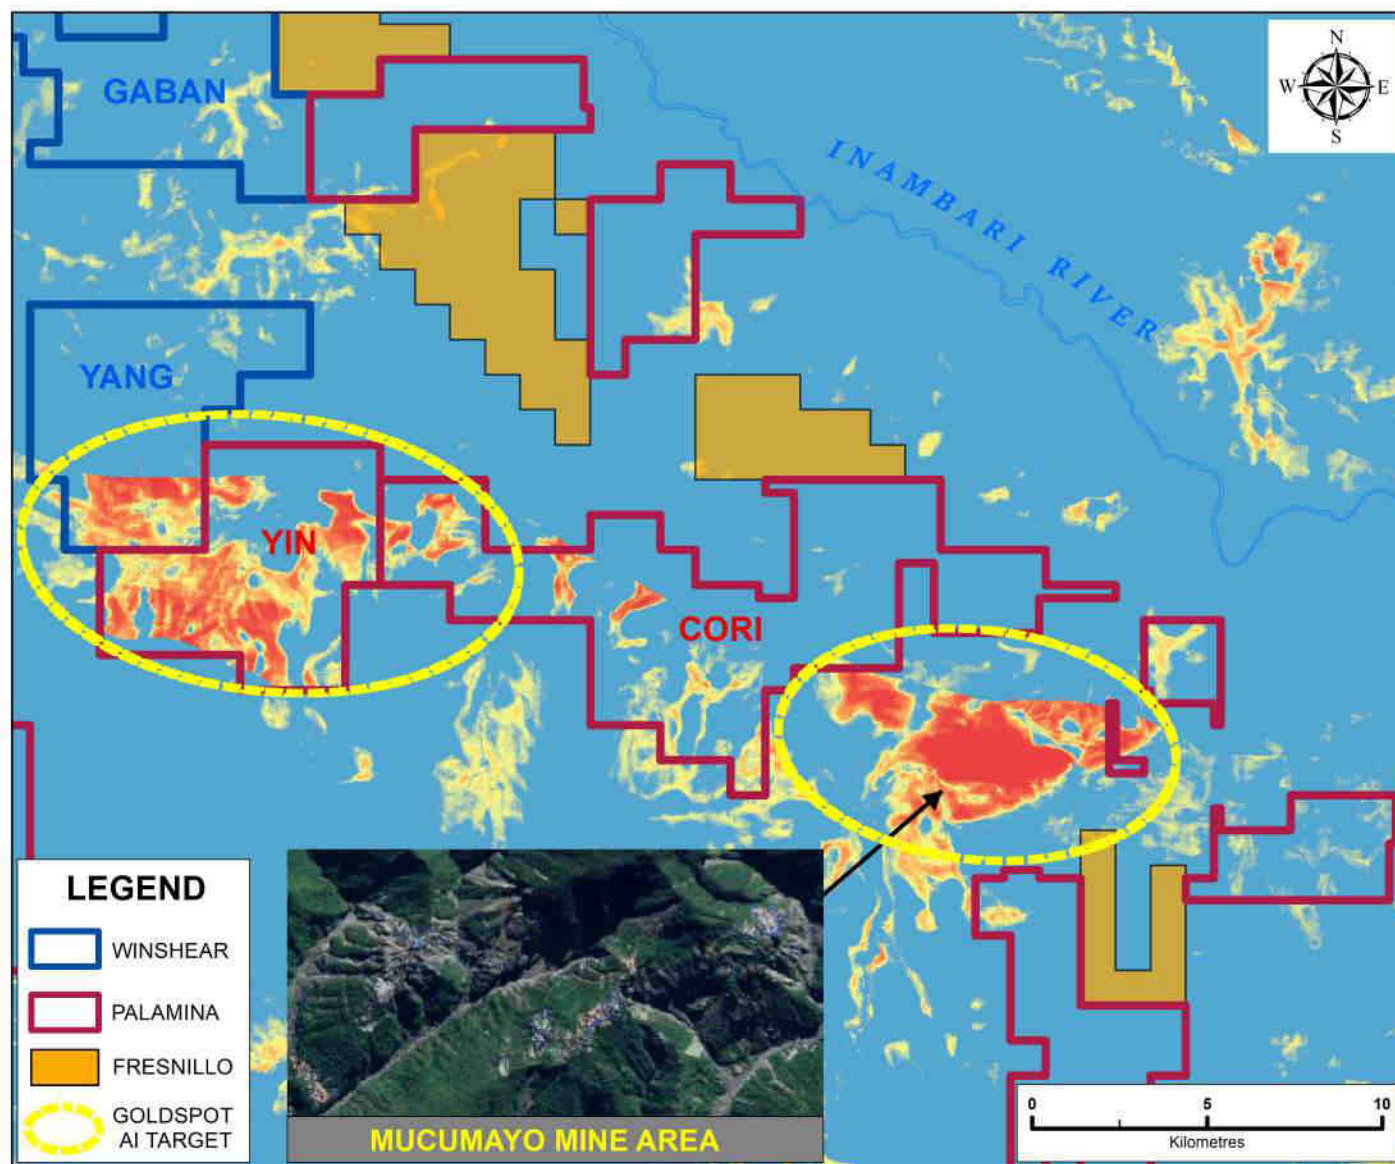 GABAN
N
W
E
S
INAMBARI RIVER
YANG
YIN
CORI
LEGEND
WINSHEAR
PALAMINA
FRESNILLO
GOLDSPOT
AI TARGET
MUCUMAYO MINE AREA
0 5 10
Kilometres